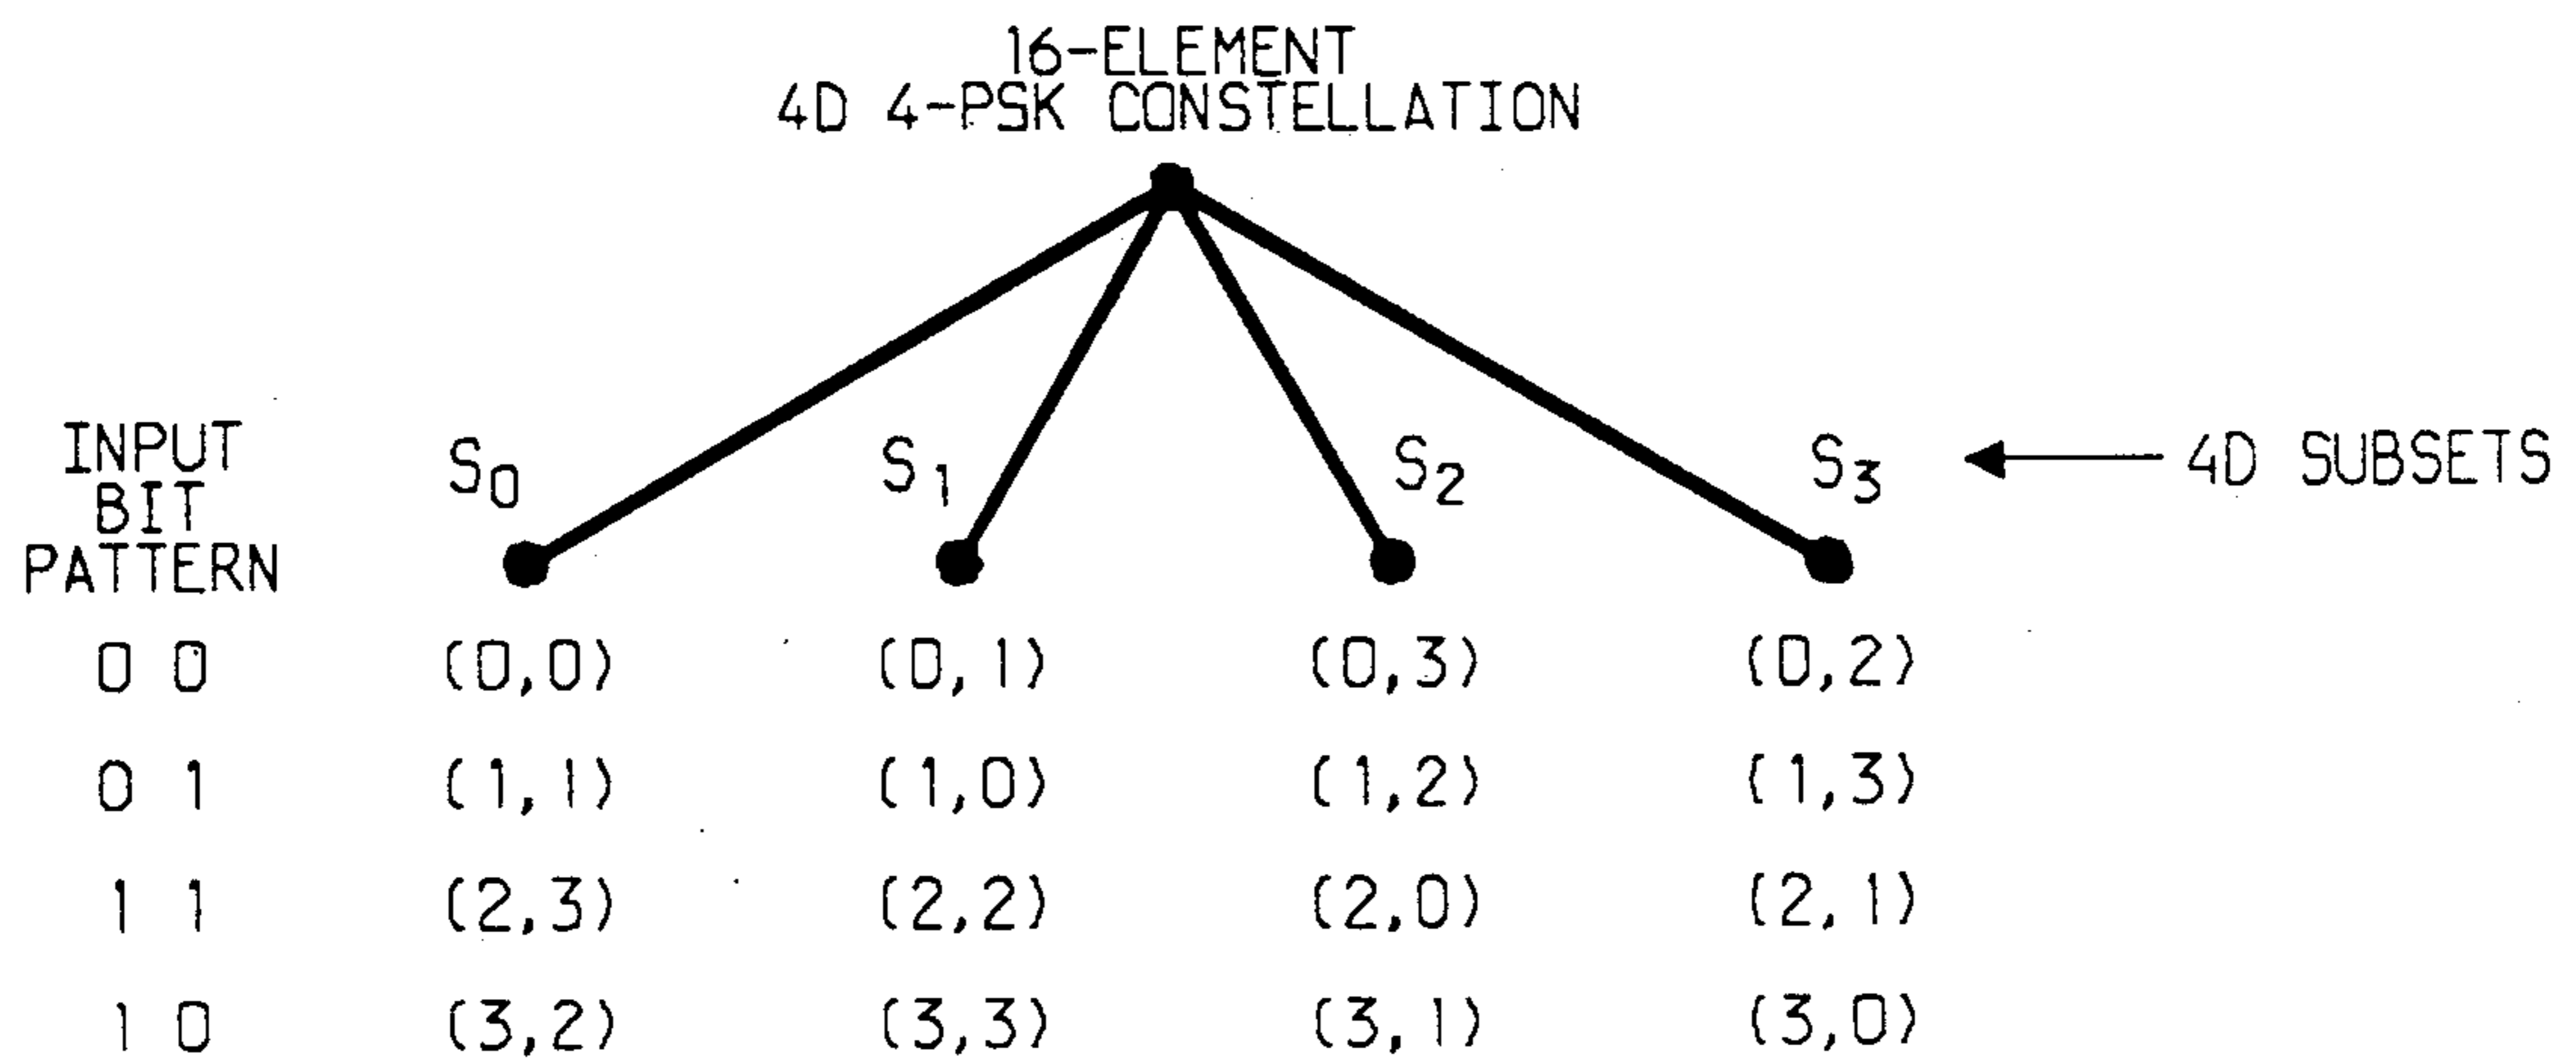 16-ELEMENT
4D 4-PSK CONSTELLATION
INPUT
BIT
PATTERN
S0 S1 S2 S3 4D SUBSETS
0 0 (0,0) (0,1) (0,3) (0,2)
0 1 (1,1) (1,0) (1,2) (1,3)
1 1 (2,3) (2,2) (2,0) (2,1)
1 0 (3,2) (3,3) (3,1) (3,0)